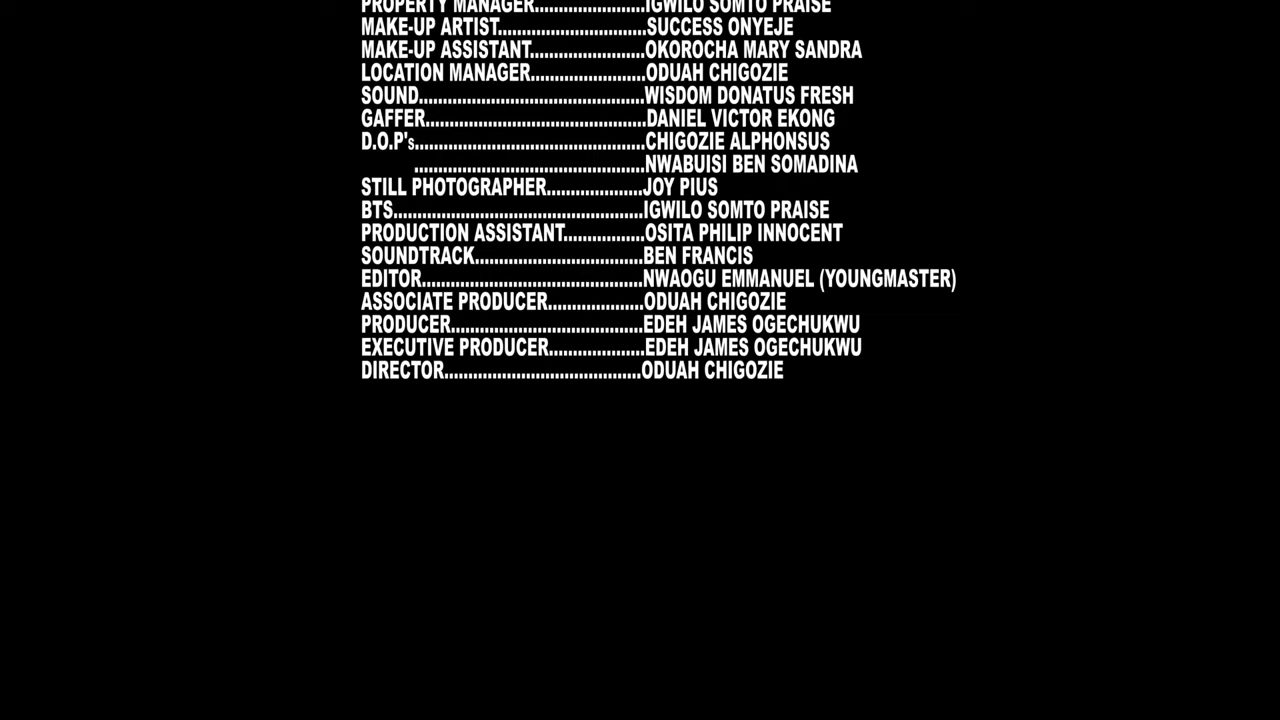 PROPERTY MANAGER.......................IGWILO SOMTO PRAISE
MAKE-UP ARTIST...............................SUCCESS ONYEJE
MAKE-UP ASSISTANT........................OKOROCHA MARY SANDRA
LOCATION MANAGER........................ODUAH CHIGOZIE
SOUND...............................................WISDOM DONATUS FRESH
GAFFER..............................................DANIEL VICTOR EKONG
D.O.P's................................................CHIGOZIE ALPHONSUS
................................................NWABUISI BEN SOMADINA
STILL PHOTOGRAPHER....................JOY PIUS
BTS....................................................IGWILO SOMTO PRAISE
PRODUCTION ASSISTANT.................OSITA PHILIP INNOCENT
SOUNDTRACK...................................BEN FRANCIS
EDITOR..............................................NWAOGU EMMANUEL (YOUNGMASTER)
ASSOCIATE PRODUCER....................ODUAH CHIGOZIE
PRODUCER........................................EDEH JAMES OGECHUKWU
EXECUTIVE PRODUCER....................EDEH JAMES OGECHUKWU
DIRECTOR.........................................ODUAH CHIGOZIE